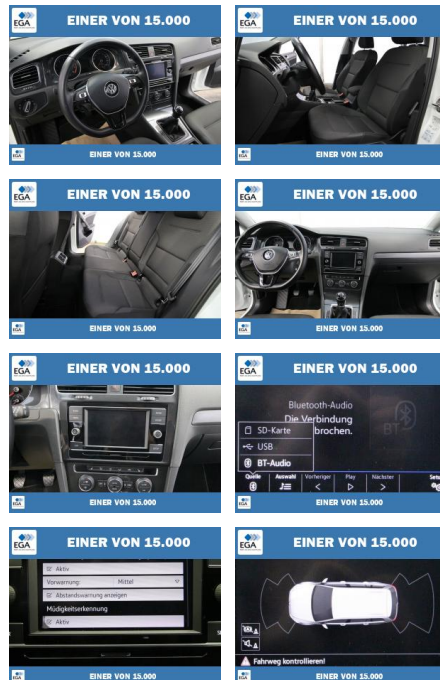 EGA
EINER VON 15.000
EGA
EINER VON 15.000
EGA
EINER VON 15.000
EGA
EINER VON 15.000
EGA
EINER VON 15.000
EGA
EINER VON 15.000
EGA
EINER VON 15.000
EGA
EINER VON 15.000
EGA
EINER VON 15.000
EGA
EINER VON 15.000
Bluetooth-Audio
Die Verbindung
brochen.
BT
SD-Karte
USB
BT-Audio
Quelle Auswahl Vorheriger Play Nächster Setu
EGA
EINER VON 15.000
EGA
EINER VON 15.000
EGA
EINER VON 15.000
Aktiv
Vorwarnung: Mittel
Abstandswarnung anzeigen
Müdigkeitserkennung
Aktiv
EGA
EINER VON 15.000
EGA
EINER VON 15.000
Fahrweg kontrollieren!
EGA
EINER VON 15.000